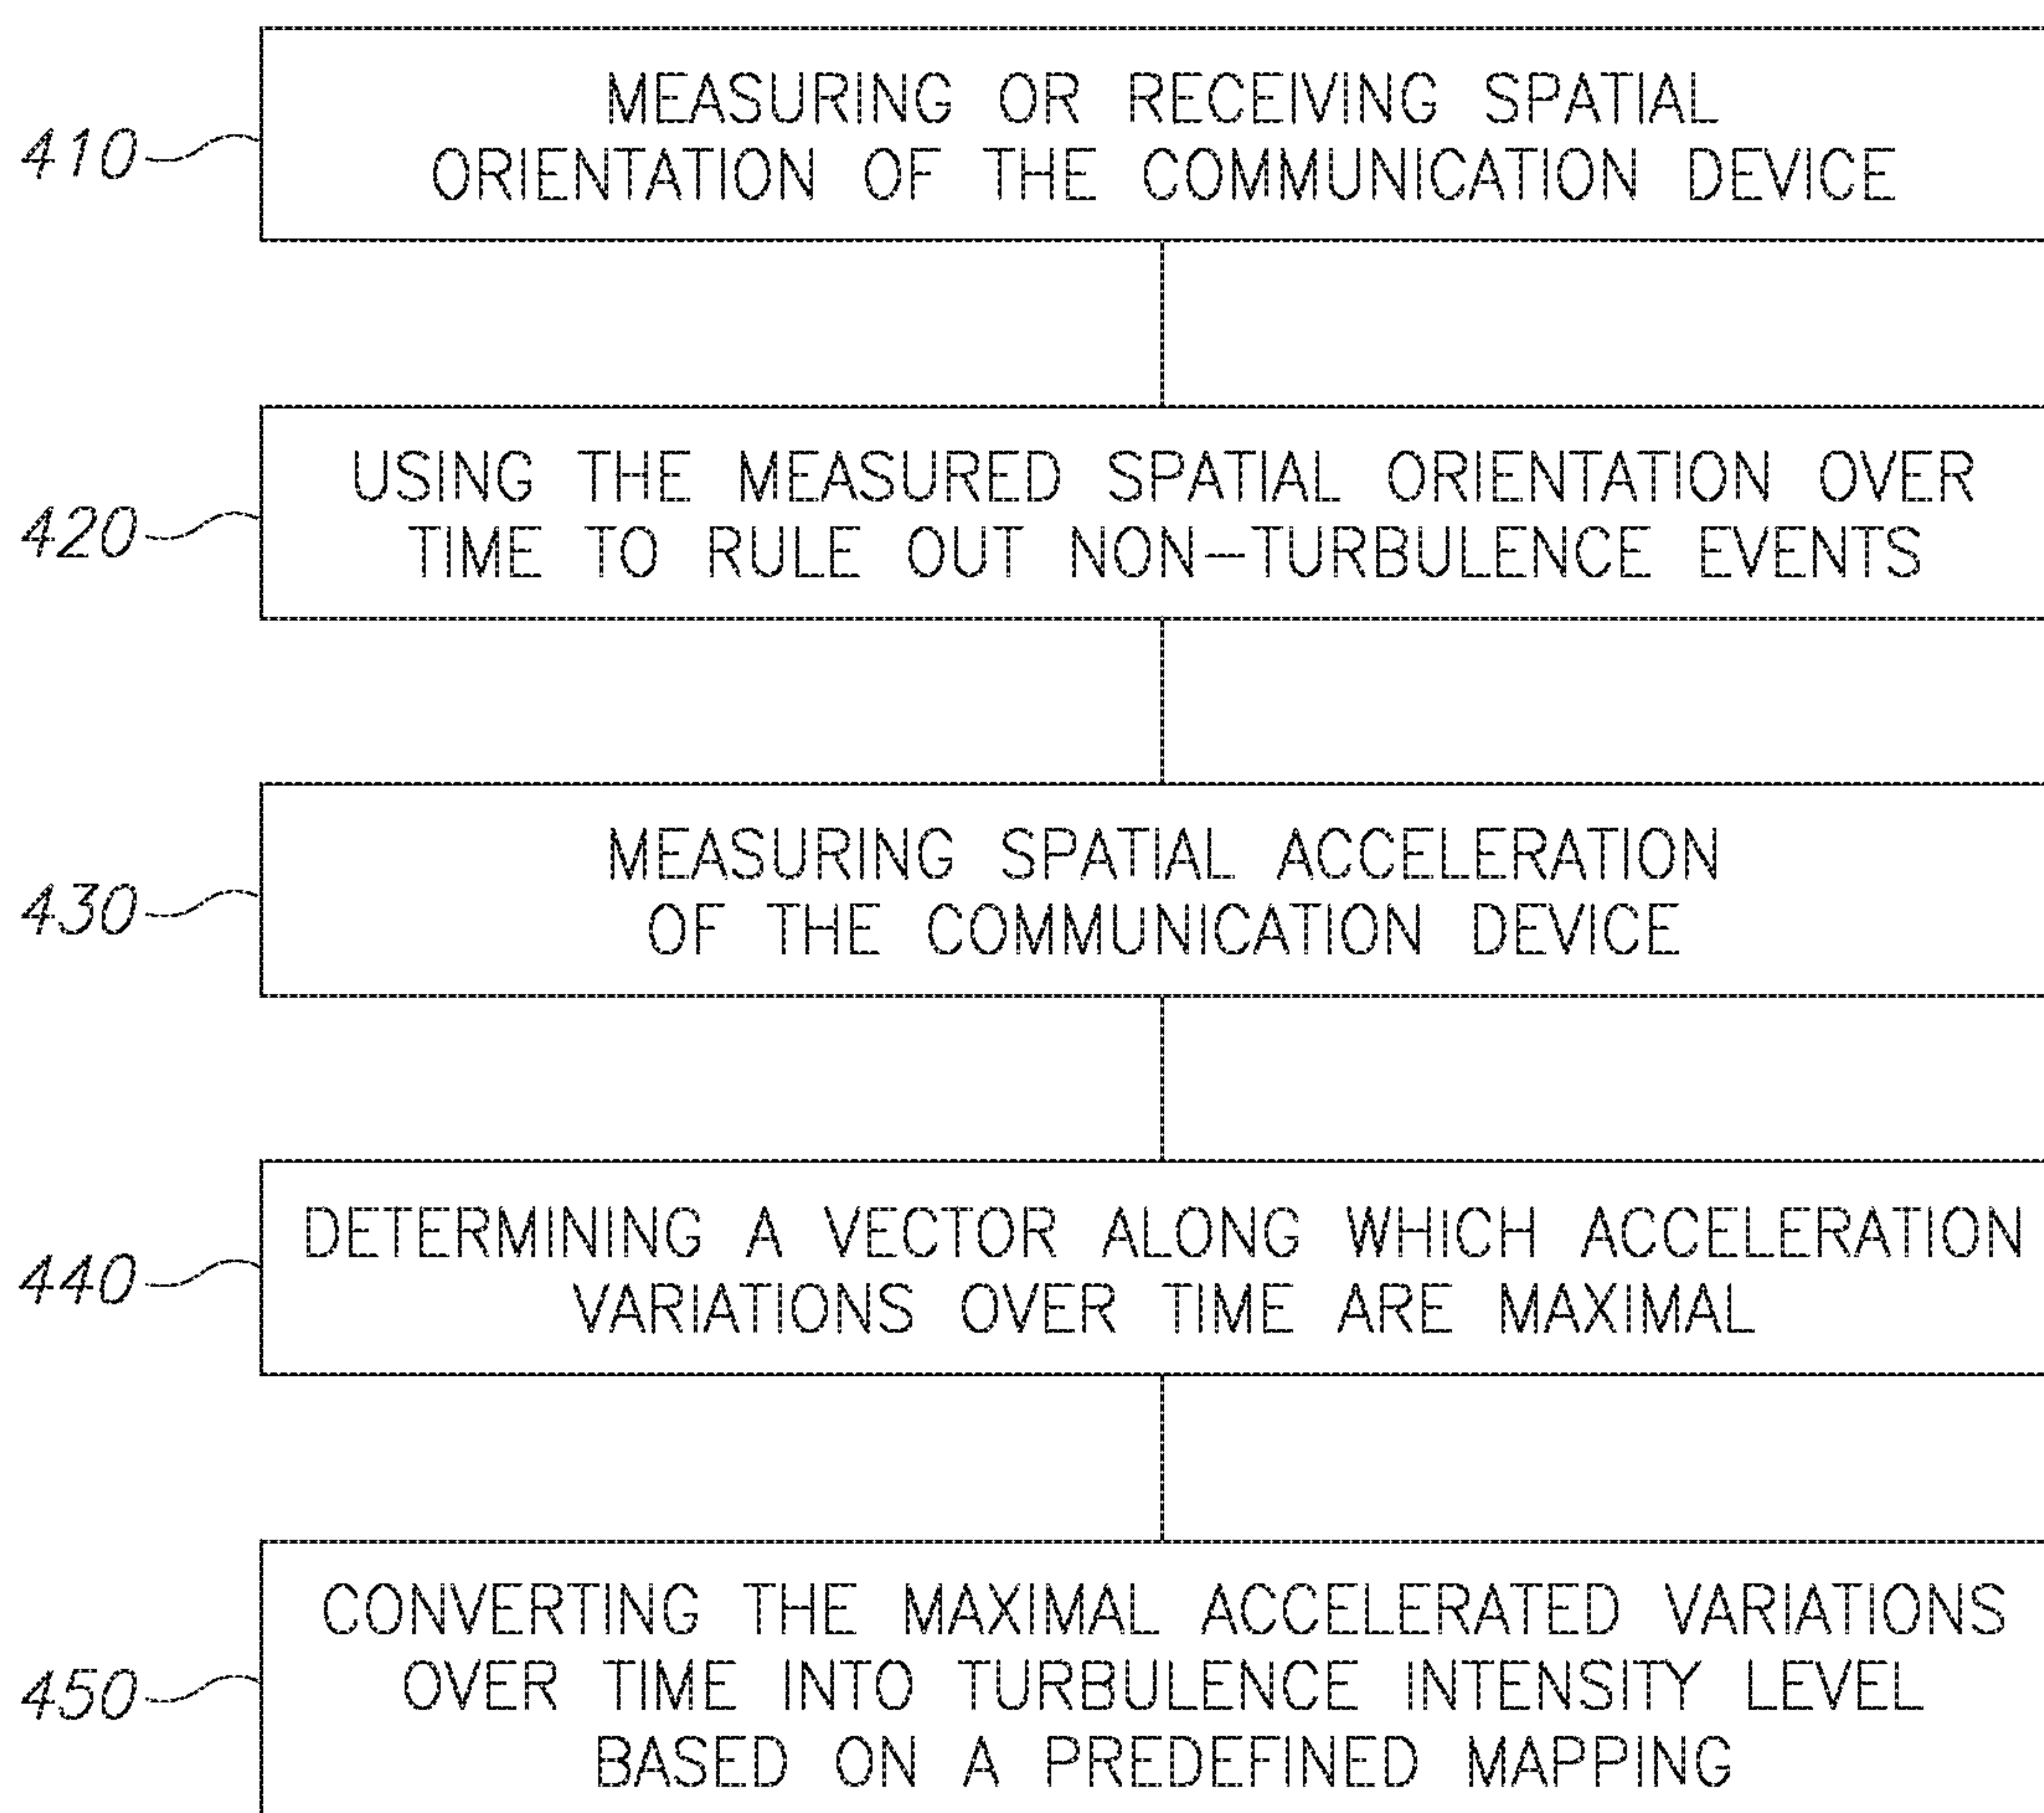 410
MEASURING OR RECEIVING SPATIAL
ORIENTATION OF THE COMMUNICATION DEVICE
420
USING THE MEASURED SPATIAL ORIENTATION OVER
TIME TO RULE OUT NON-TURBULENCE EVENTS
430
MEASURING SPATIAL ACCELERATION
OF THE COMMUNICATION DEVICE
440
DETERMINING A VECTOR ALONG WHICH ACCELERATION
VARIATIONS OVER TIME ARE MAXIMAL
450
CONVERTING THE MAXIMAL ACCELERATED VARIATIONS
OVER TIME INTO TURBULENCE INTENSITY LEVEL
BASED ON A PREDEFINED MAPPING